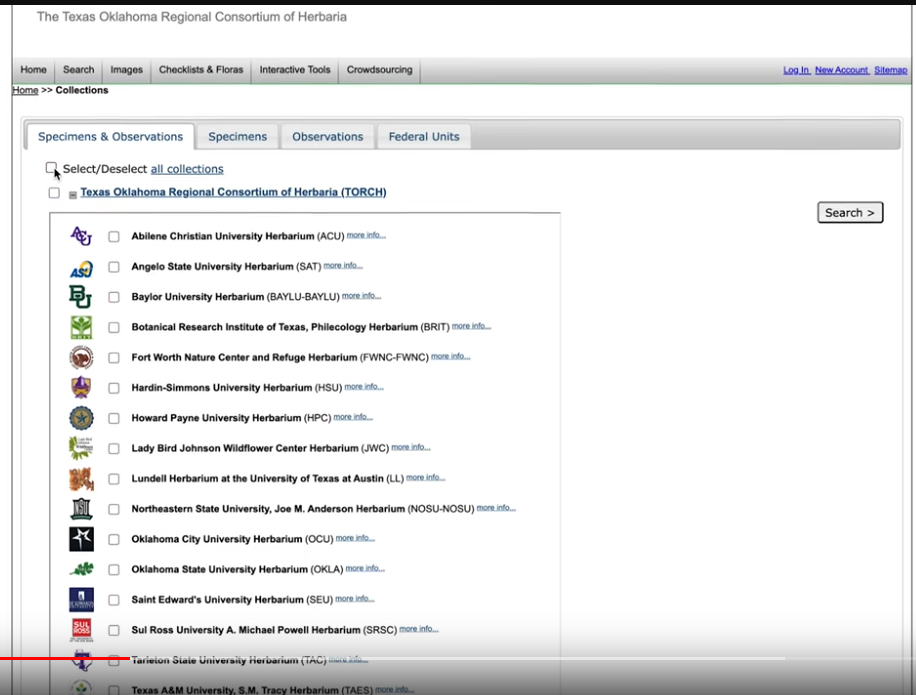 The Texas Oklahoma Regional Consortium of Herbaria
Home Search Images Checklists & Floras Interactive Tools Crowdsourcing Log In New Account Sitemap
Home >> Collections
Specimens & Observations Specimens Observations Federal Units
Select/Deselect all collections
Texas Oklahoma Regional Consortium of Herbaria (TORCH)
Search >
Abilene Christian University Herbarium (ACU) more info...
ASU Angelo State University Herbarium (SAT) more info...
BU Baylor University Herbarium (BAYLU-BAYLU) more info...
BRIT Botanical Research Institute of Texas, Philecology Herbarium (BRIT) more info...
Fort Worth Nature Center and Refuge Herbarium (FWNC-FWNC) more info...
Hardin-Simmons University Herbarium (HSU) more info...
Howard Payne University Herbarium (HPC) more info...
Lady Bird Johnson Wildflower Center Herbarium (JWC) more info...
Lundell Herbarium at the University of Texas at Austin (LL) more info...
NSU Northeastern State University, Joe M. Anderson Herbarium (NOSU-NOSU) more info...
Oklahoma City University Herbarium (OCU) more info...
Oklahoma State University Herbarium (OKLA) more info...
Saint Edward's University Herbarium (SEU) more info...
SUL ROSS Sul Ross University A. Michael Powell Herbarium (SRSC) more info...
Tarleton State University Herbarium (TAC) more info...
Texas A&M University, S.M. Tracy Herbarium (TAES) more info...